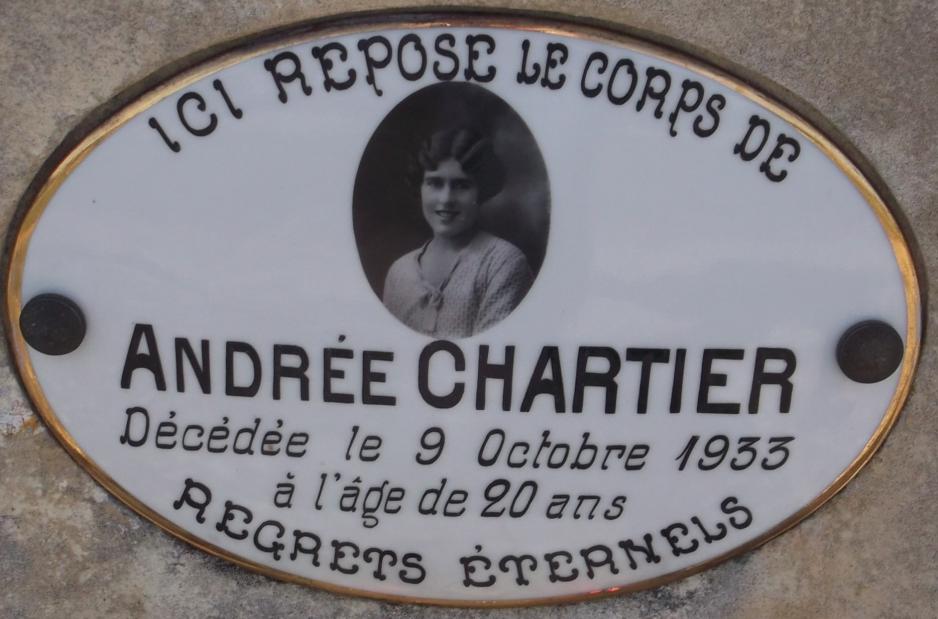 ICI REPOSE LE CORPS DE
ANDRÉE CHARTIER
Décédée le 9 Octobre 1933
à l'âge de 20 ans
REGRETS ÉTERNELS